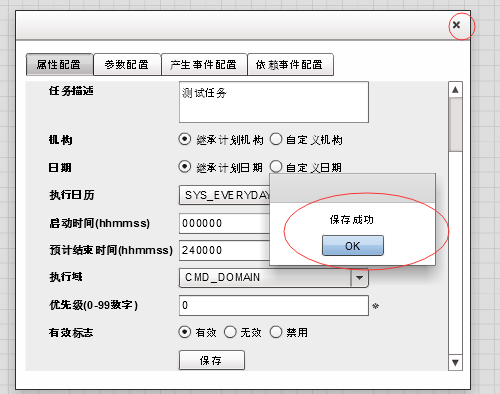 属性配置 参数配置 产生事件配置 依赖事件配置
任务描述 测试任务
机构 继承计划机构 自定义机构
日期 继承计划日期 自定义日期
执行日历 SYS_EVERYDAY
保存成功
启动时间(hhmmss) 000000
OK
预计结束时间(hhmmss) 240000
执行域 CMD_DOMAIN
优先级(0-99数字) 0 *
有效标志 有效 无效 禁用
保存